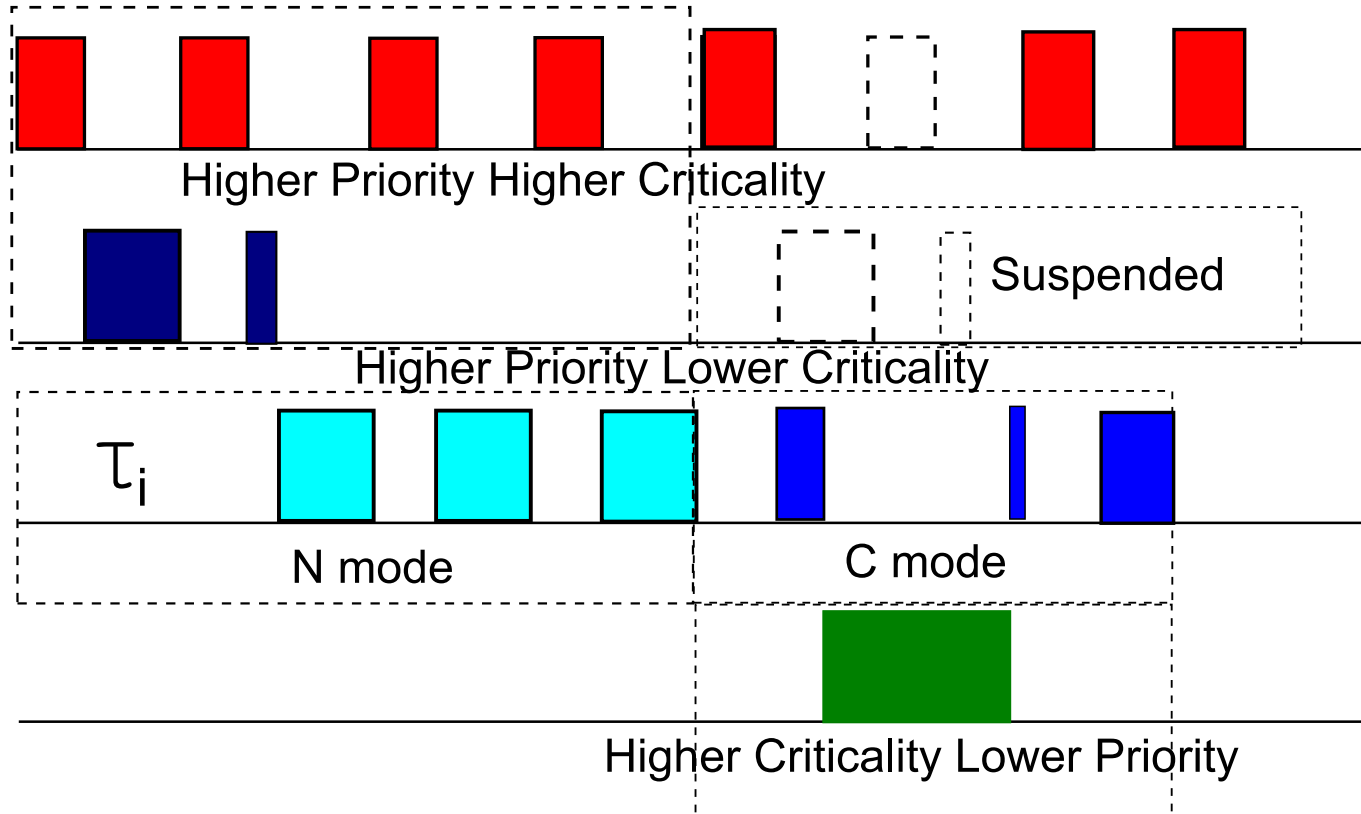 Higher Priority Higher Criticality
Suspended
Higher Priority Lower Criticality
τi
N mode
C mode
Higher Criticality Lower Priority